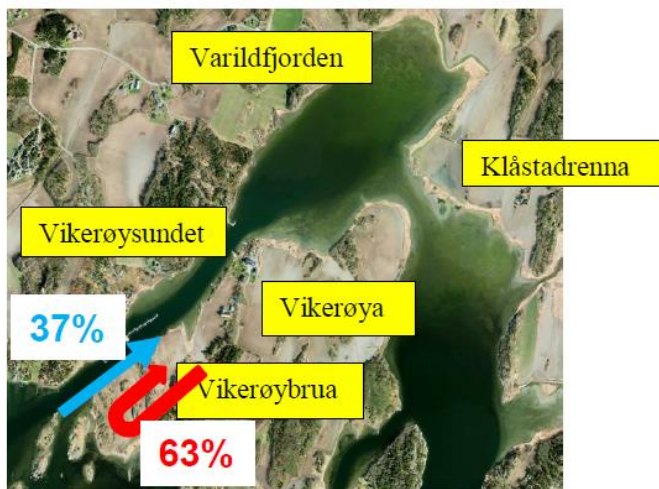 Varildfjorden
Klåstadrenna
Vikerøysundet
Vikerøya
37%
Vikerøybrua
63%